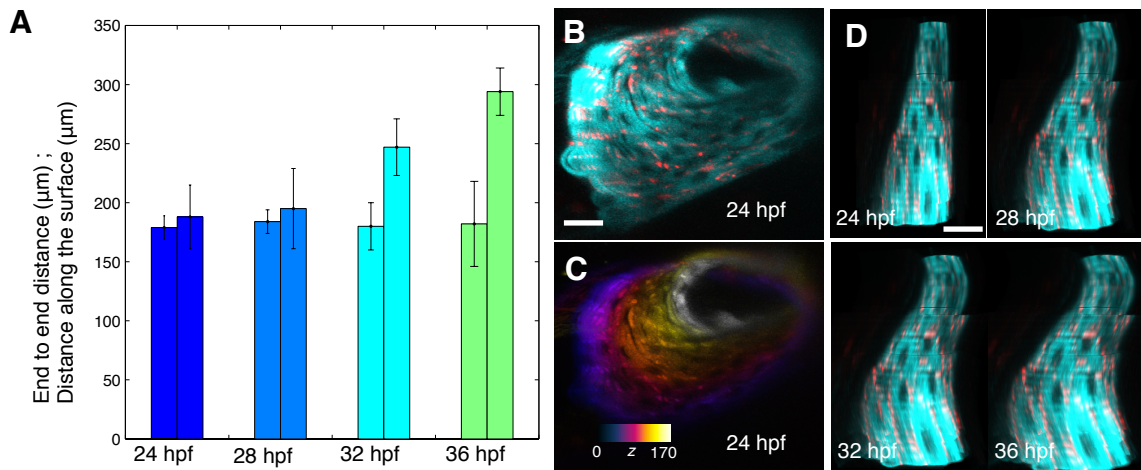 A
350
300
250
200
150
100
50
0
End to end distance (µm) ;
Distance along the surface (µm)
24 hpf
28 hpf
32 hpf
36 hpf
B
24 hpf
C
0 z 170
24 hpf
D
24 hpf
28 hpf
32 hpf
36 hpf